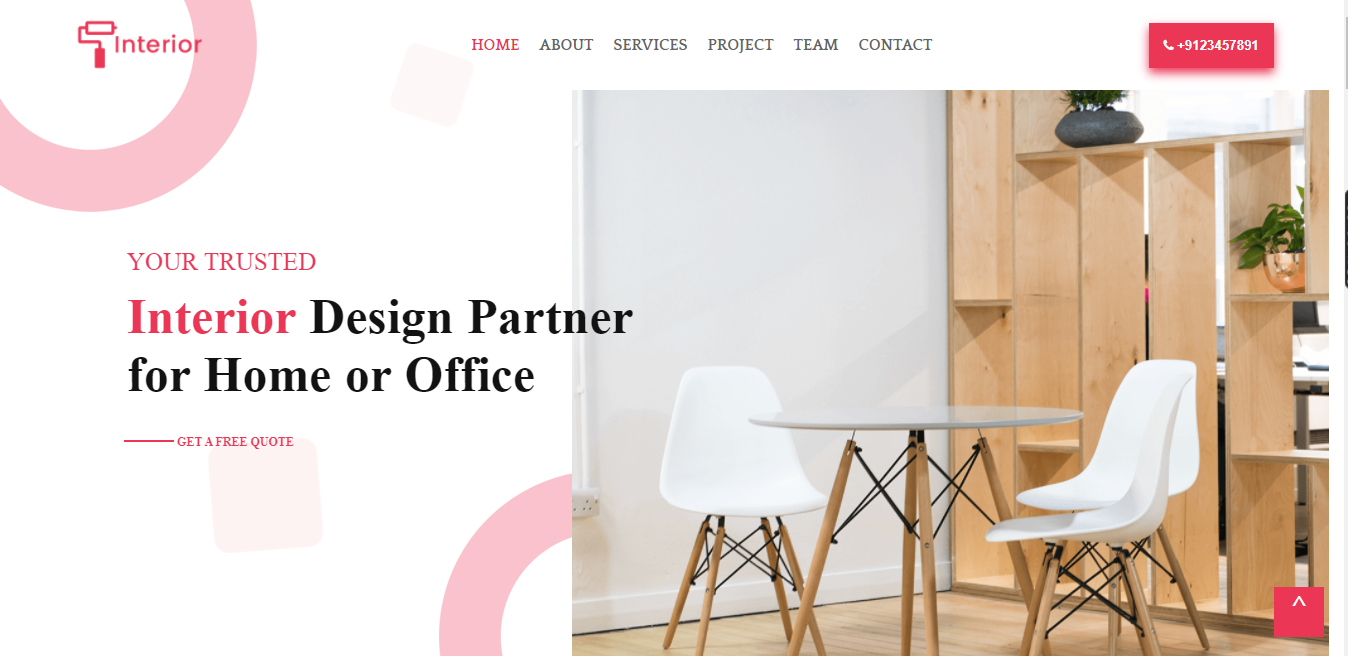 Interior
HOME ABOUT SERVICES PROJECT TEAM CONTACT
+9123457891
YOUR TRUSTED
Interior Design Partner
for Home or Office
GET A FREE QUOTE
^